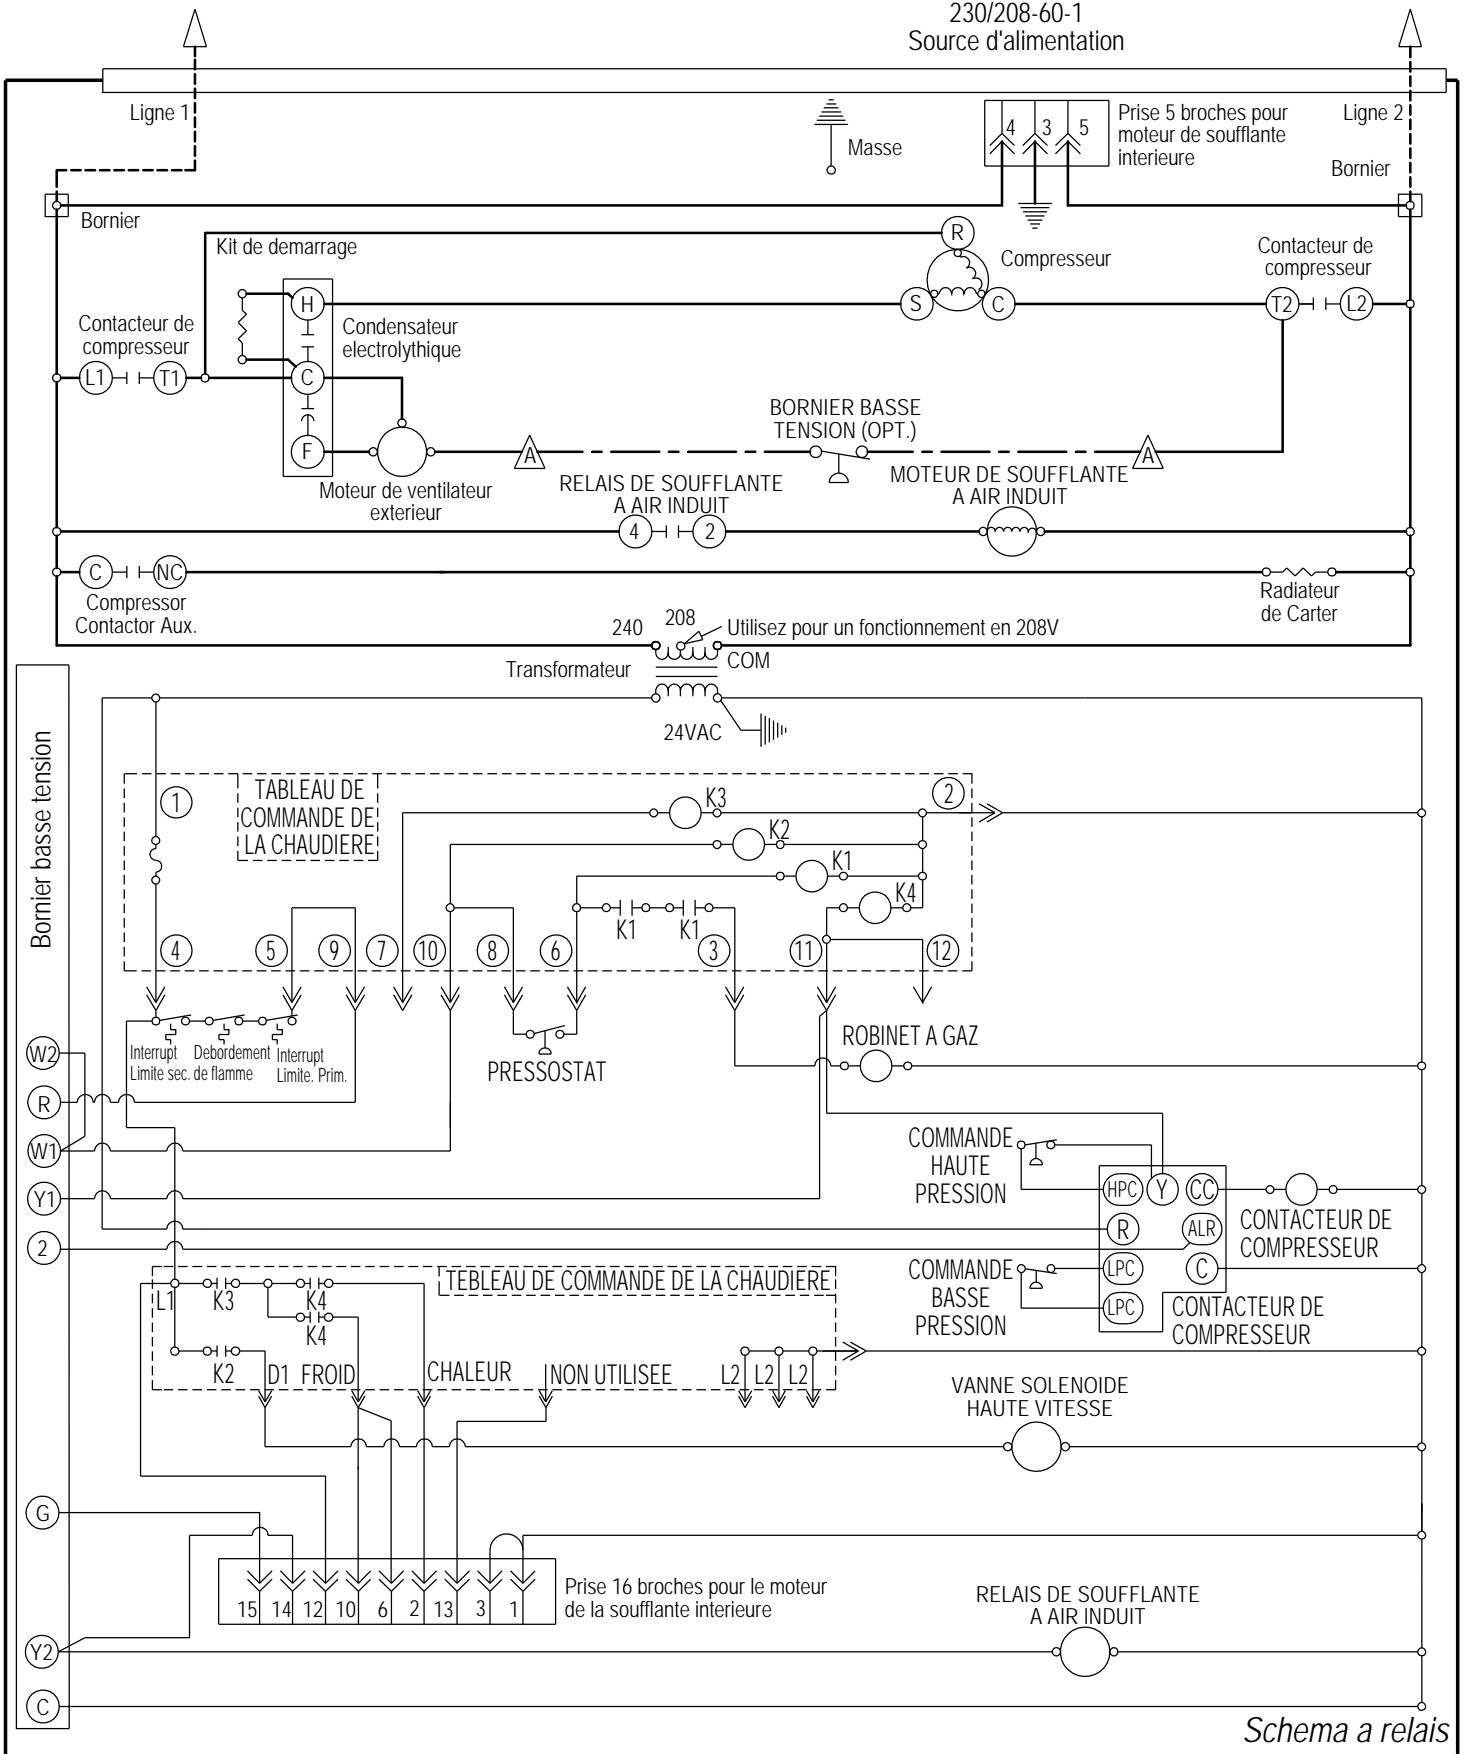 230/208-60-1
Source d'alimentation
Ligne 1
Masse
4 3 5
Prise 5 broches pour
moteur de soufflante
interieure
Ligne 2
Bornier
Bornier
Kit de demarrage
R
Compresseur
S C
Contacteur de
compresseur
T2 L2
H
Condensateur
electrolythique
Contacteur de
compresseur
L1 T1
C
F
Moteur de ventilateur
exterieur
A
BORNIER BASSE
TENSION (OPT.)
A
RELAIS DE SOUFFLANTE
A AIR INDUIT
4 2
MOTEUR DE SOUFFLANTE
A AIR INDUIT
C NC
Compressor
Contactor Aux.
Radiateur
de Carter
240 208 Utilisez pour un fonctionnement en 208V
Transformateur
COM
24VAC
Bornier basse tension
TABLEAU DE
COMMANDE DE
LA CHAUDIERE
1
K3
2
K2
K1
K4
K1 K1
4 5 9 7 10 8 6 3 11 12
Interrupt
Limite sec.
Debordement
de flamme
Interrupt
Limite. Prim.
PRESSOSTAT
ROBINET A GAZ
W2
R
W1
Y1
2
COMMANDE
HAUTE
PRESSION
HPC Y CC
R ALR
LPC C
LPC
CONTACTEUR DE
COMPRESSEUR
COMMANDE
BASSE
PRESSION
CONTACTEUR DE
COMPRESSEUR
TEBLEAU DE COMMANDE DE LA CHAUDIERE
L1 K3 K4
K4
K2 D1 FROID CHALEUR NON UTILISEE L2 L2 L2
VANNE SOLENOIDE
HAUTE VITESSE
G
15 14 12 10 6 2 13 3 1
Prise 16 broches pour le moteur
de la soufflante interieure
RELAIS DE SOUFFLANTE
A AIR INDUIT
Y2
C
Schema a relais